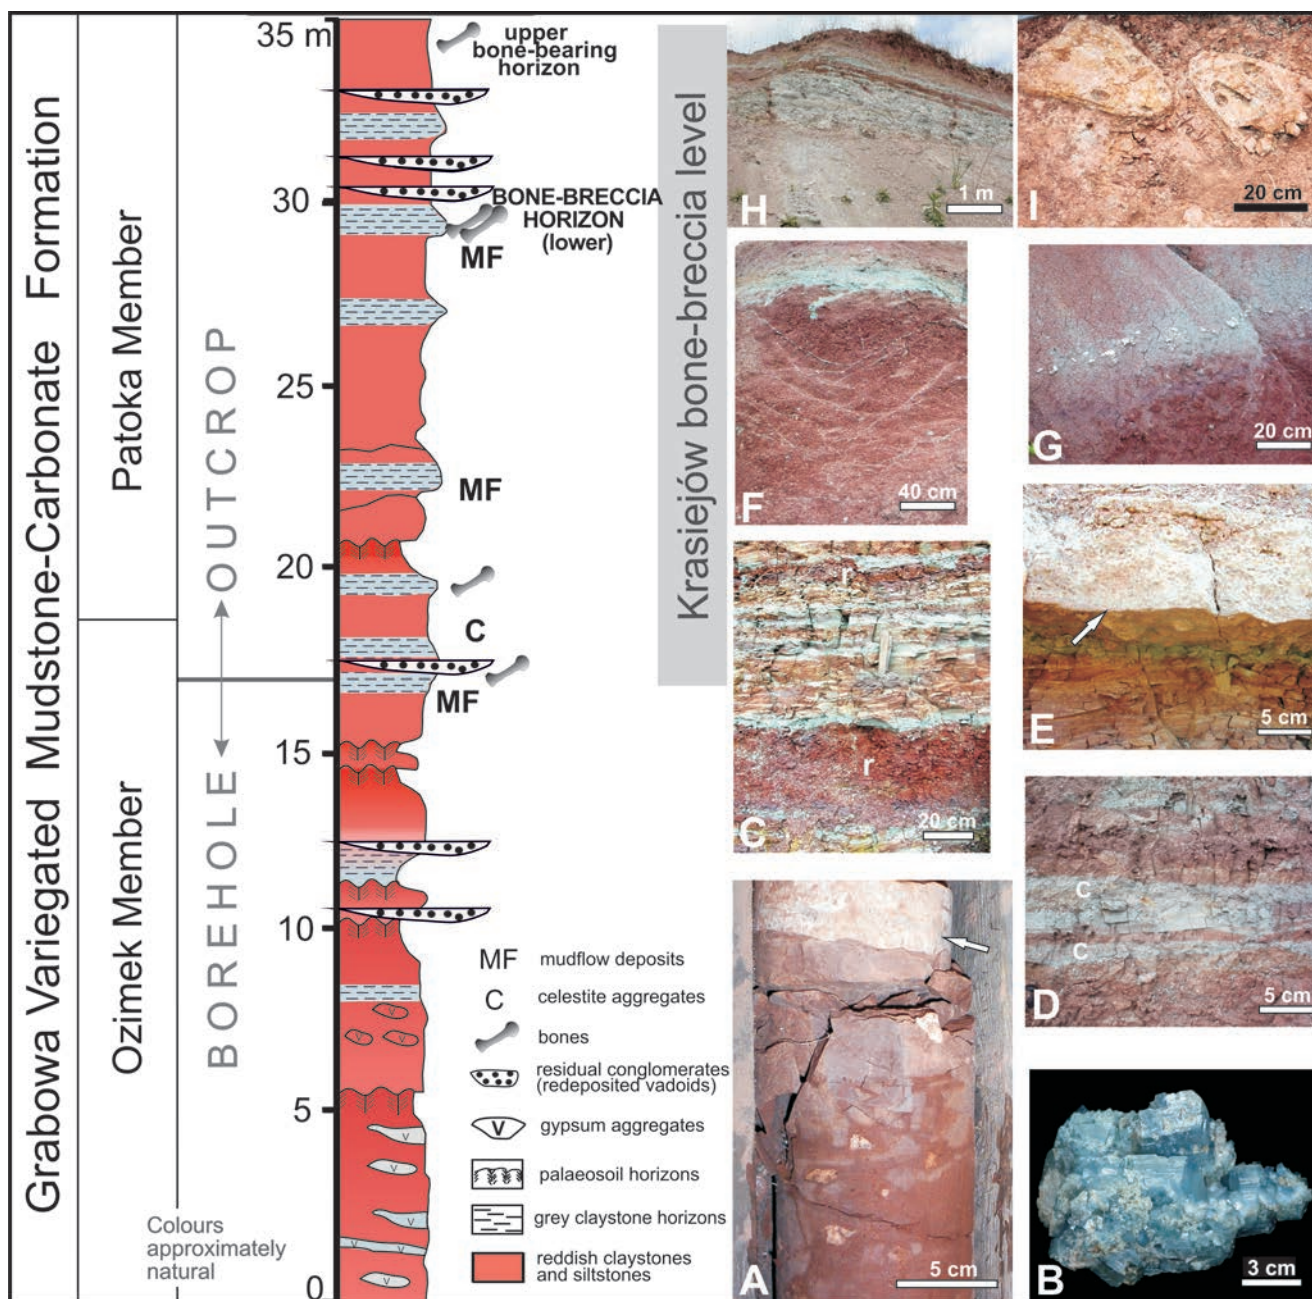 Grabowa Variegated Mudstone-Carbonate Formation
Patoka Member
Ozimek Member
OUTCROP
BOREHOLE
Colours
approximately
natural
35 m
30
25
20
15
10
5
0
upper
bone-bearing
horizon
BONE-BRECCIA
HORIZON
(lower)
MF
MF
C
MF
MF mudflow deposits
C celestite aggregates
bones
residual conglomerates
(redeposited vadoids)
v gypsum aggregates
palaeosoil horizons
grey claystone horizons
reddish claystones
and siltstones
v
v
v
v
v
v
v
v
Krasiejów bone-breccia level
H
1 m
I
20 cm
F
40 cm
G
20 cm
r
r
C
20 cm
E
5 cm
c
c
D
5 cm
A
5 cm
B
3 cm